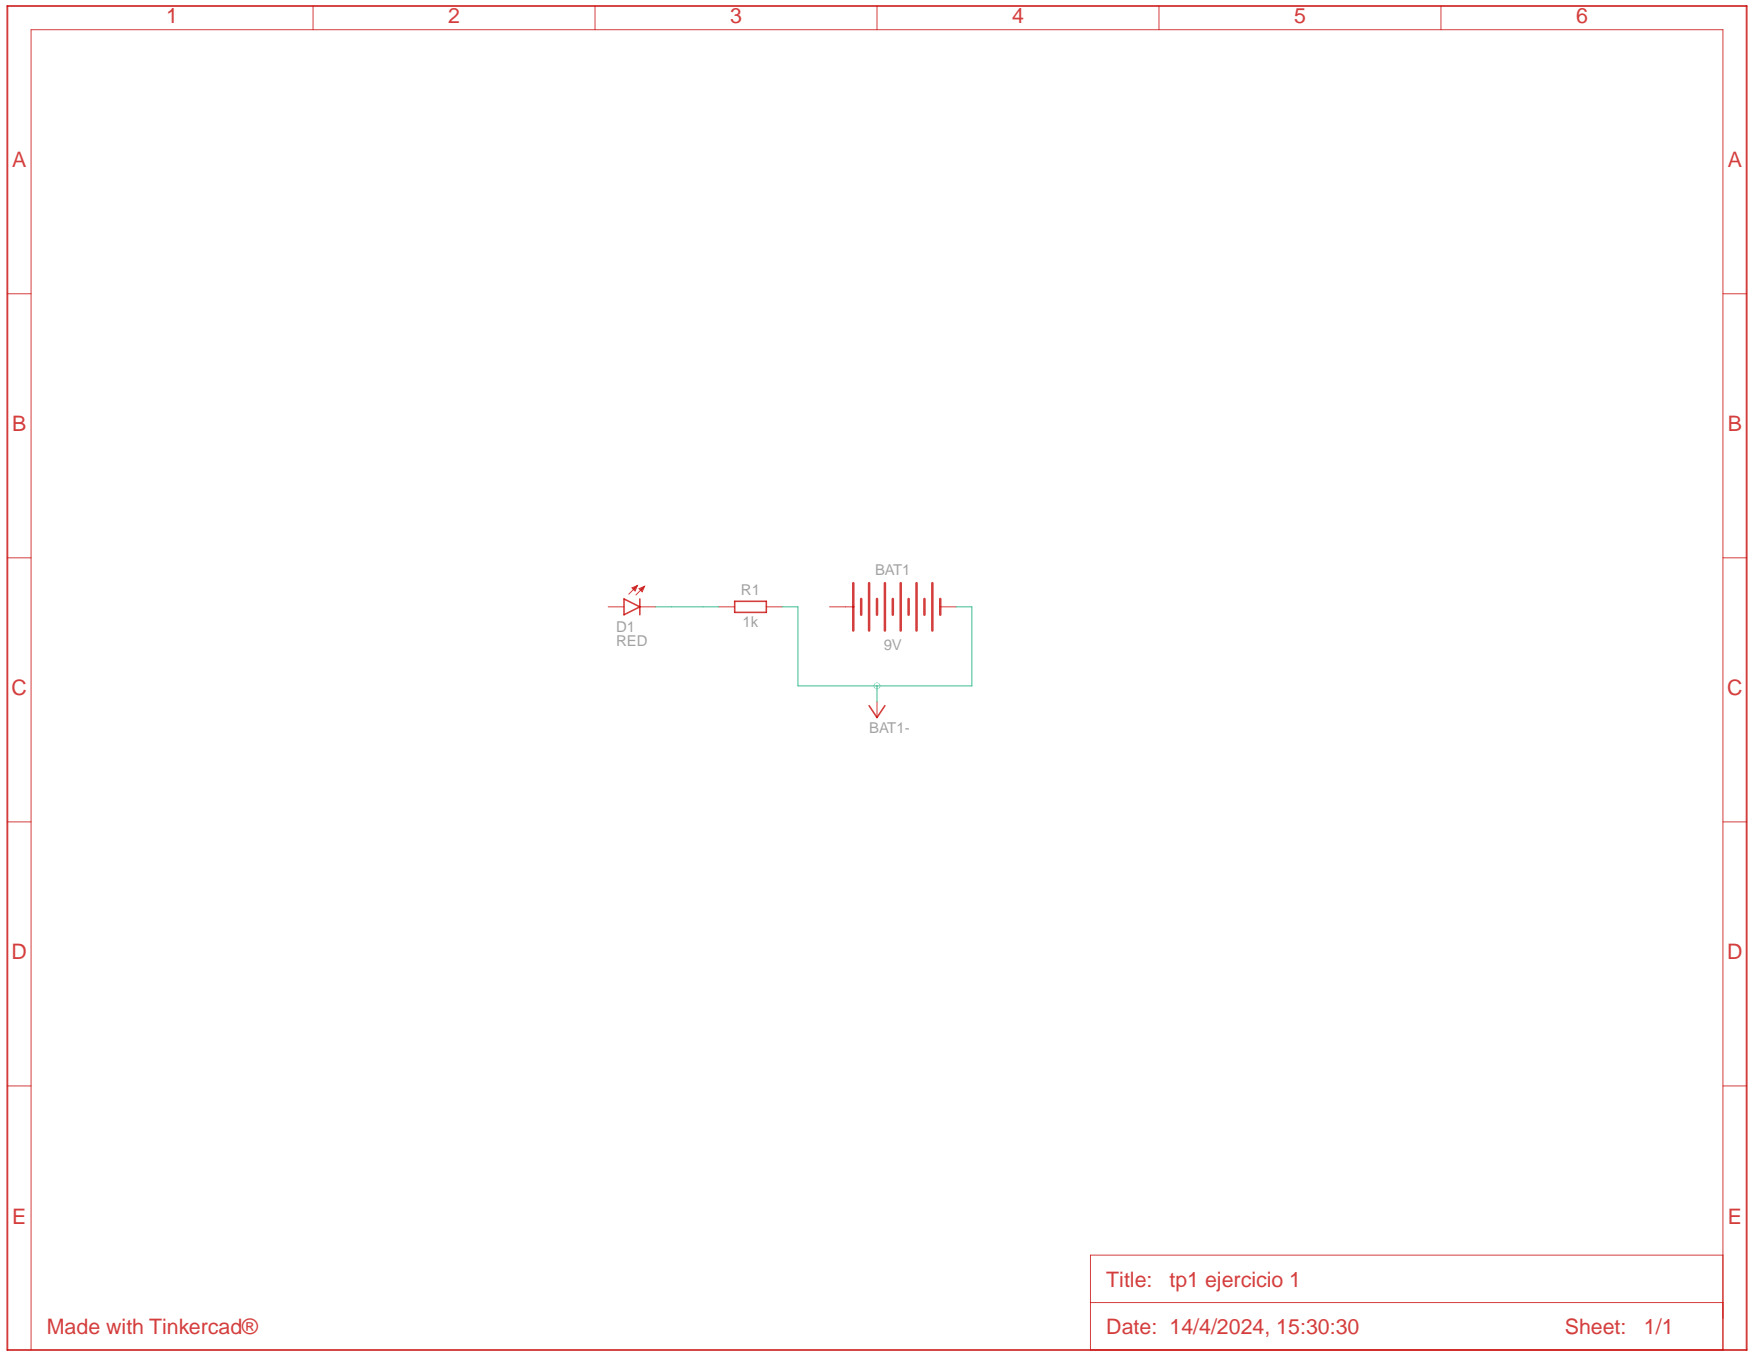 1 2 3 4 5 6
A A
B B
BAT1
R1
1k
D1
RED
9V
C C
BAT1-
D D
E E
Title: tp1 ejercicio 1
Made with Tinkercad®
Date: 14/4/2024, 15:30:30 Sheet: 1/1